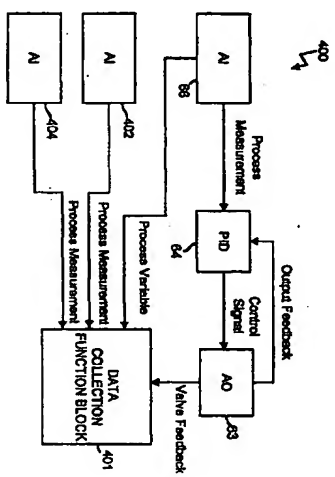 400
Output Feedback
AI
66
Process
Measurement
PID
64
Control
Signal
AO
63
Process Variable
Valve Feedback
AI
402
Process Measurement
AI
404
Process Measurement
DATA
COLLECTION
FUNCTION BLOCK
401